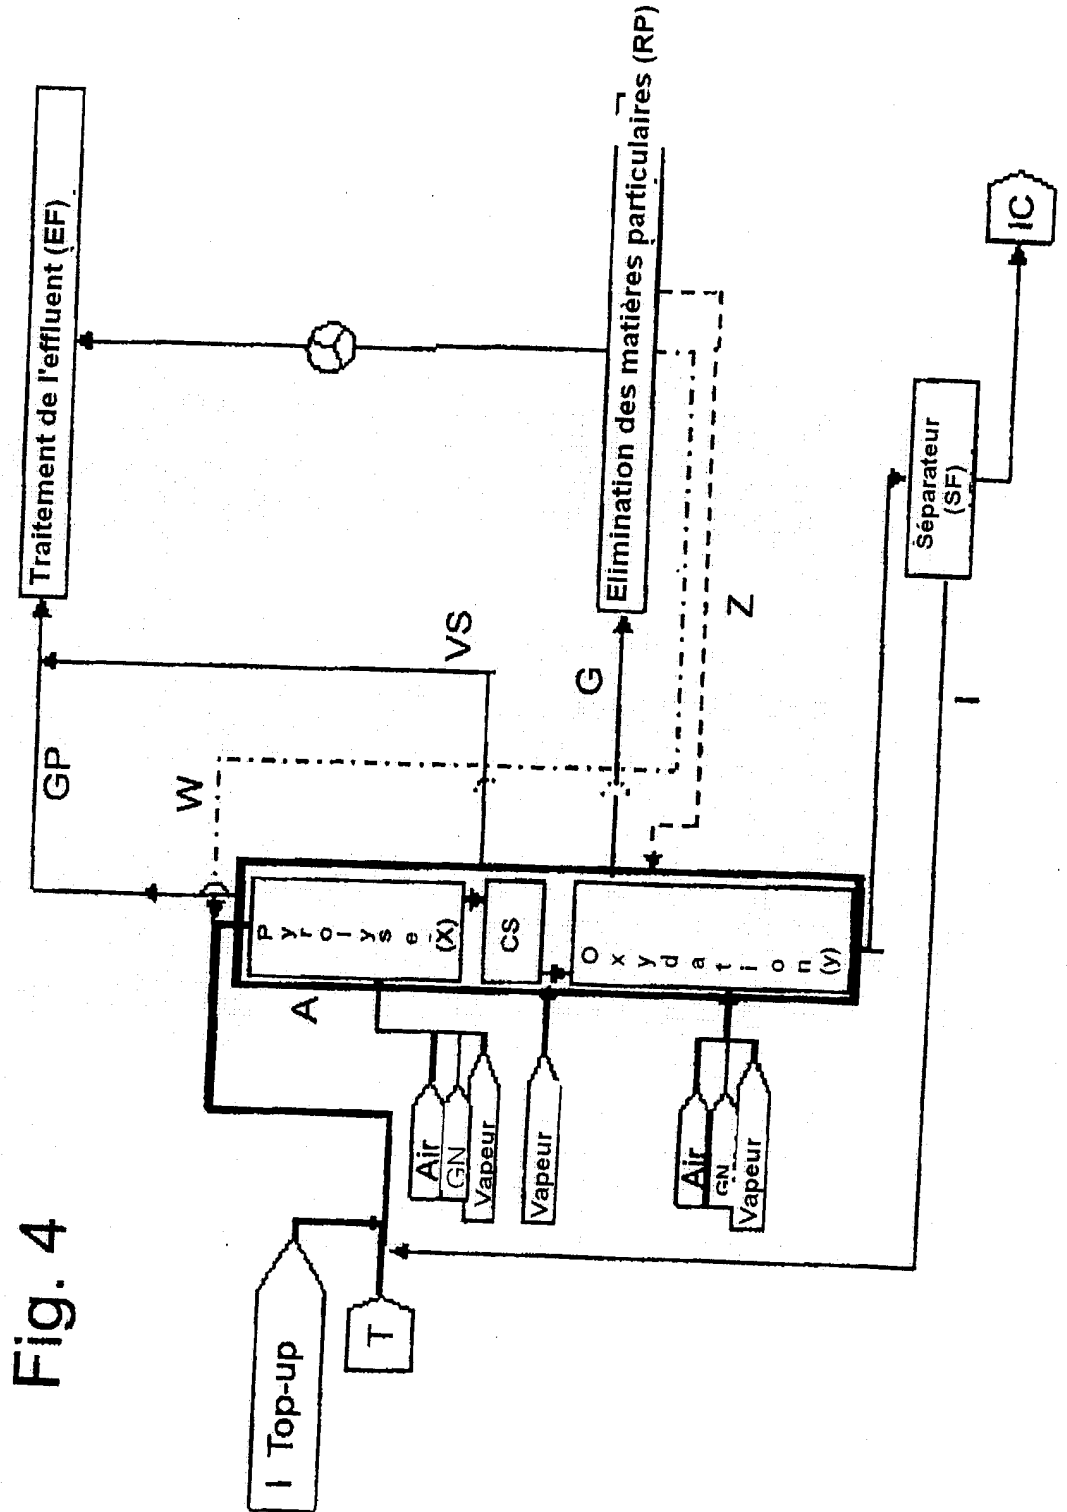 Fig. 4
I Top-up
T
A
W
GP
VS
G
Z
I
Traitement de l'effluent (EF)
Elimination des matières particulaires (RP)
Pyrolyse (X)
CS
Oxydation (y)
Air
GN
Vapeur
Vapeur
Air
GN
Vapeur
Séparateur
(SF)
IC